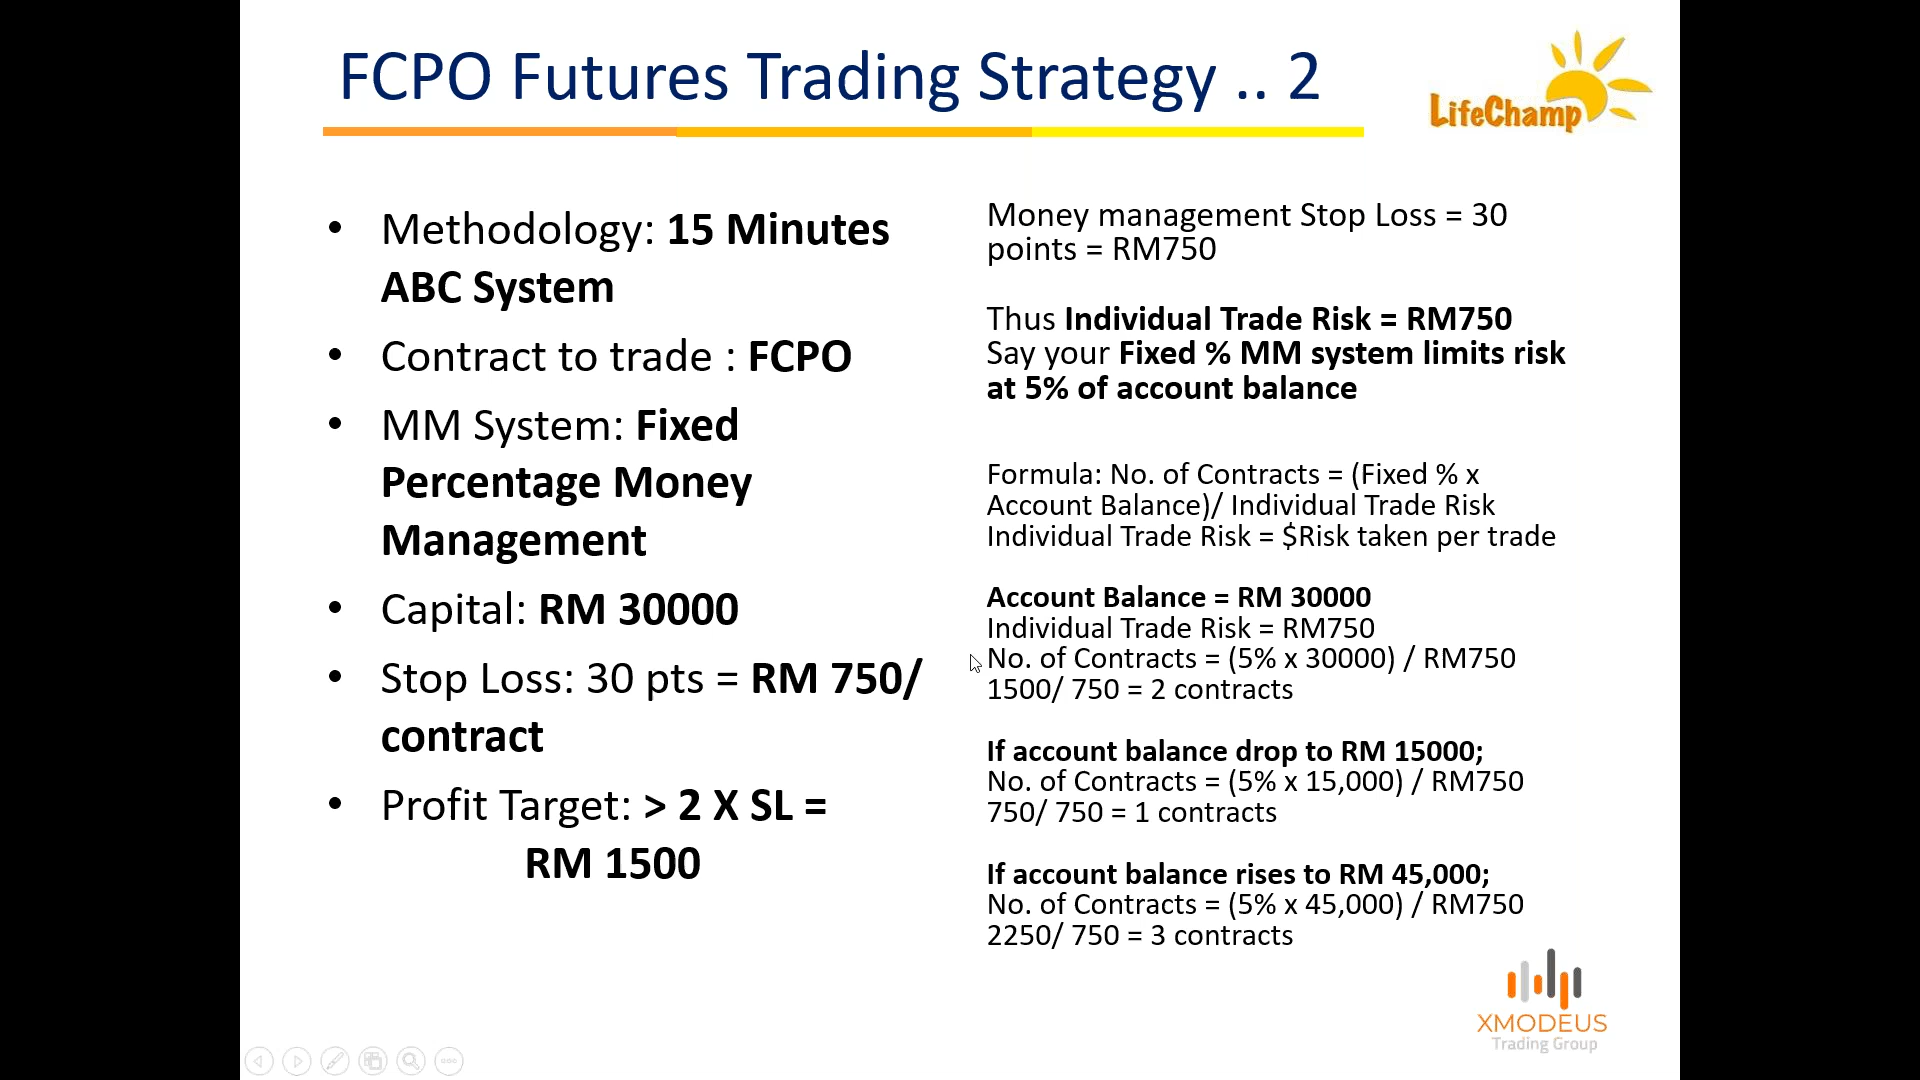 FCPO Futures Trading Strategy .. 2
LifeChamp
• Methodology: 15 Minutes
ABC System
• Contract to trade : FCPO
• MM System: Fixed
Percentage Money
Management
• Capital: RM 30000
• Stop Loss: 30 pts = RM 750/
contract
• Profit Target: > 2 X SL =
RM 1500
Money management Stop Loss = 30
points = RM750
Thus Individual Trade Risk = RM750
Say your Fixed % MM system limits risk
at 5% of account balance
Formula: No. of Contracts = (Fixed % x
Account Balance)/ Individual Trade Risk
Individual Trade Risk = $Risk taken per trade
Account Balance = RM 30000
Individual Trade Risk = RM750
No. of Contracts = (5% x 30000) / RM750
1500/ 750 = 2 contracts
If account balance drop to RM 15000;
No. of Contracts = (5% x 15,000) / RM750
750/ 750 = 1 contracts
If account balance rises to RM 45,000;
No. of Contracts = (5% x 45,000) / RM750
2250/ 750 = 3 contracts
XMODEUS
Trading Group